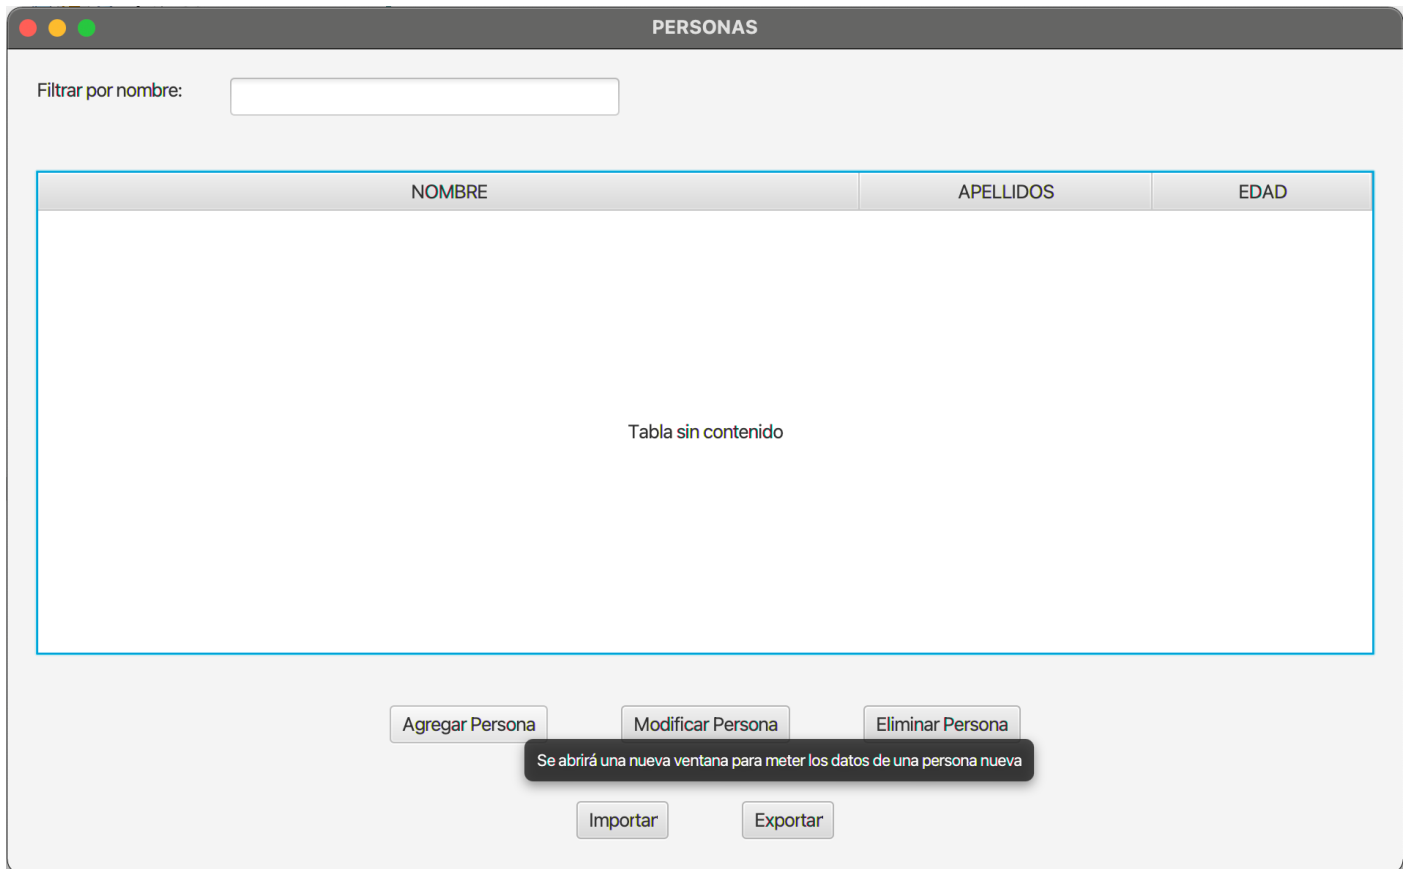 PERSONAS
Filtrar por nombre:
NOMBRE APELLIDOS EDAD
Tabla sin contenido
Agregar Persona Modificar Persona Eliminar Persona
Se abrirá una nueva ventana para meter los datos de una persona nueva
Importar Exportar